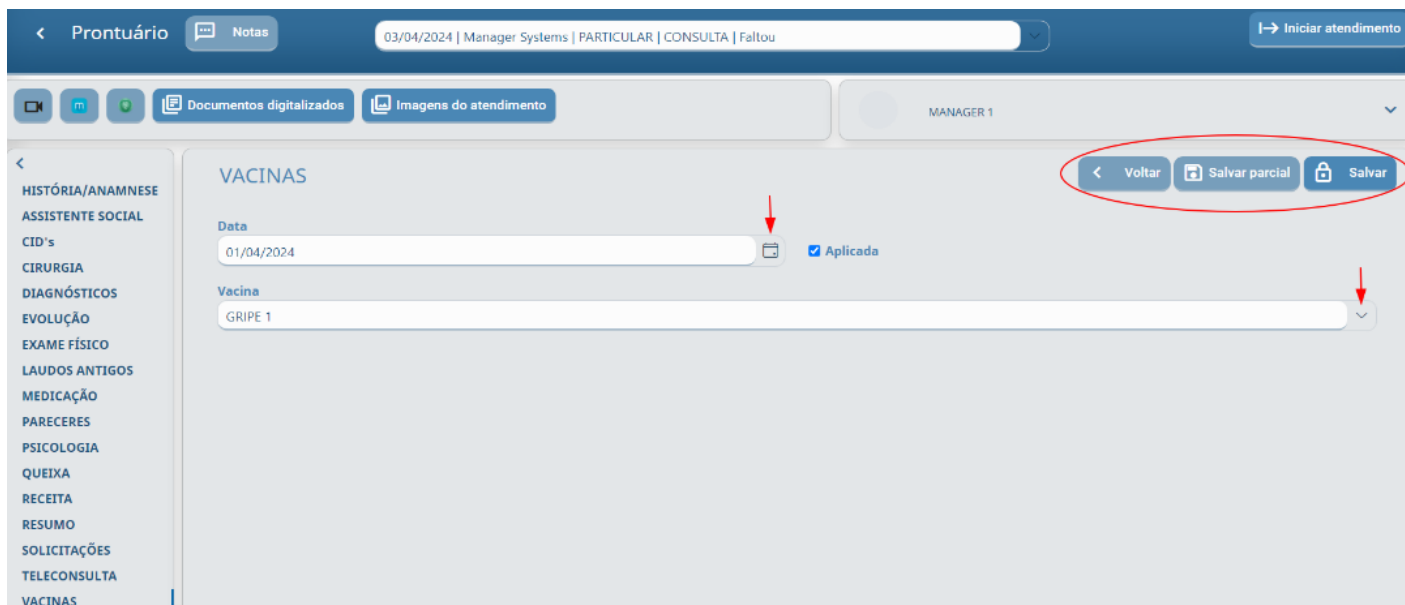 Prontuário
Notas
03/04/2024 | Manager Systems | PARTICULAR | CONSULTA | Faltou
Iniciar atendimento
m
Documentos digitalizados
Imagens do atendimento
MANAGER 1
HISTÓRIA/ANAMNESE
ASSISTENTE SOCIAL
CID's
CIRURGIA
DIAGNÓSTICOS
EVOLUÇÃO
EXAME FÍSICO
LAUDOS ANTIGOS
MEDICAÇÃO
PARECERES
PSICOLOGIA
QUEIXA
RECEITA
RESUMO
SOLICITAÇÕES
TELECONSULTA
VACINAS
VACINAS
Voltar
Salvar parcial
Salvar
Data
01/04/2024
Aplicada
Vacina
GRIPE 1